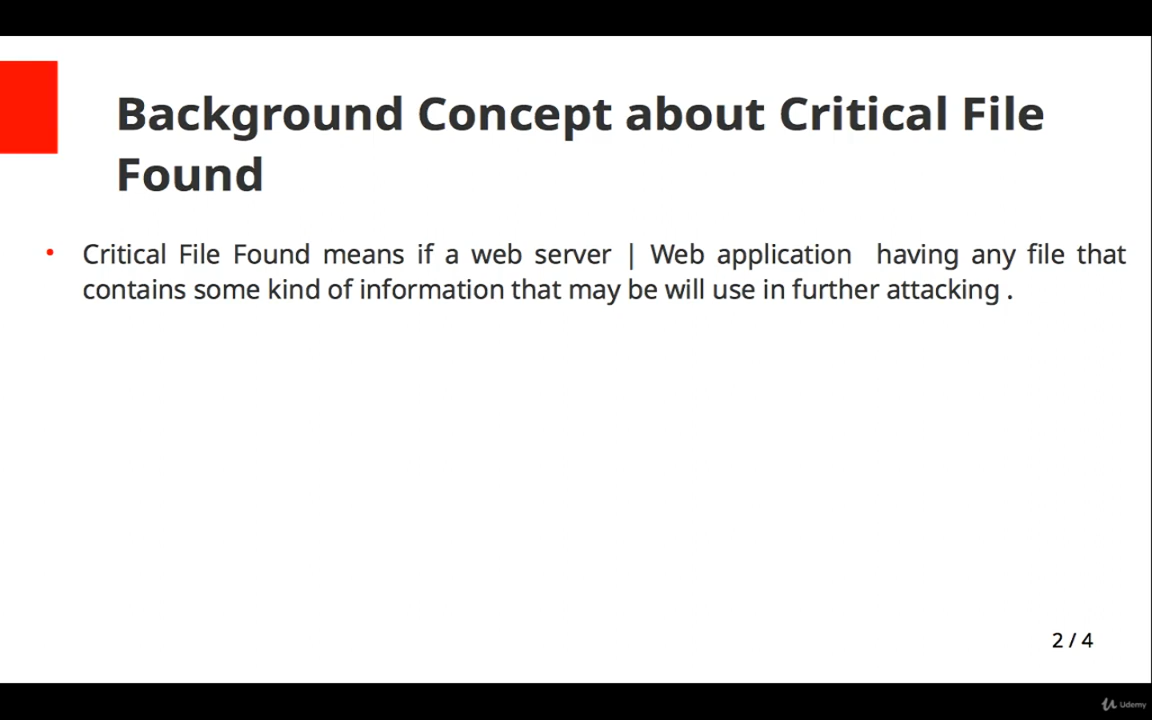 Background Concept about Critical File
Found
• Critical File Found means if a web server | Web application having any file that
contains some kind of information that may be will use in further attacking .
2 / 4
Udemy